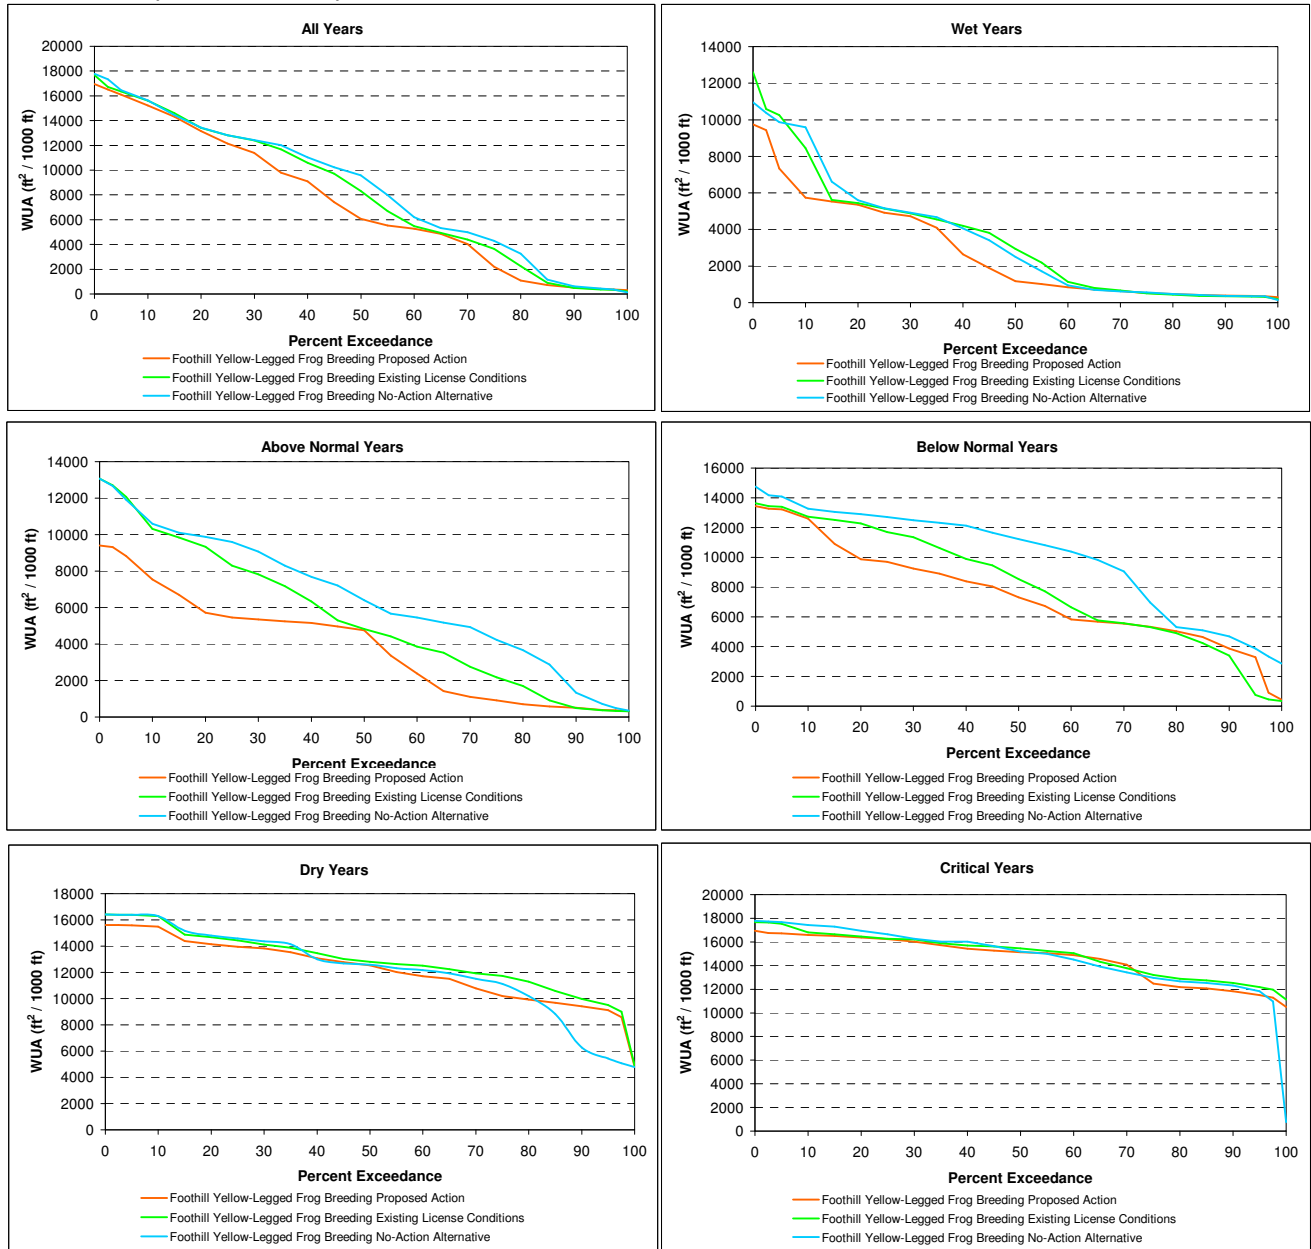 All Years
20000
18000
16000
14000
12000
10000
8000
6000
4000
2000
0
WUA (ft² / 1000 ft)
0 10 20 30 40 50 60 70 80 90 100
Percent Exceedance
Foothill Yellow-Legged Frog Breeding Proposed Action
Foothill Yellow-Legged Frog Breeding Existing License Conditions
Foothill Yellow-Legged Frog Breeding No-Action Alternative
Wet Years
14000
12000
10000
8000
6000
4000
2000
0
WUA (ft² / 1000 ft)
0 10 20 30 40 50 60 70 80 90 100
Percent Exceedance
Foothill Yellow-Legged Frog Breeding Proposed Action
Foothill Yellow-Legged Frog Breeding Existing License Conditions
Foothill Yellow-Legged Frog Breeding No-Action Alternative
Above Normal Years
14000
12000
10000
8000
6000
4000
2000
0
WUA (ft² / 1000 ft)
0 10 20 30 40 50 60 70 80 90 100
Percent Exceedance
Foothill Yellow-Legged Frog Breeding Proposed Action
Foothill Yellow-Legged Frog Breeding Existing License Conditions
Foothill Yellow-Legged Frog Breeding No-Action Alternative
Below Normal Years
16000
14000
12000
10000
8000
6000
4000
2000
0
WUA (ft² / 1000 ft)
0 10 20 30 40 50 60 70 80 90 100
Percent Exceedance
Foothill Yellow-Legged Frog Breeding Proposed Action
Foothill Yellow-Legged Frog Breeding Existing License Conditions
Foothill Yellow-Legged Frog Breeding No-Action Alternative
Dry Years
18000
16000
14000
12000
10000
8000
6000
4000
2000
0
WUA (ft² / 1000 ft)
0 10 20 30 40 50 60 70 80 90 100
Percent Exceedance
Foothill Yellow-Legged Frog Breeding Proposed Action
Foothill Yellow-Legged Frog Breeding Existing License Conditions
Foothill Yellow-Legged Frog Breeding No-Action Alternative
Critical Years
20000
18000
16000
14000
12000
10000
8000
6000
4000
2000
0
WUA (ft² / 1000 ft)
0 10 20 30 40 50 60 70 80 90 100
Percent Exceedance
Foothill Yellow-Legged Frog Breeding Proposed Action
Foothill Yellow-Legged Frog Breeding Existing License Conditions
Foothill Yellow-Legged Frog Breeding No-Action Alternative